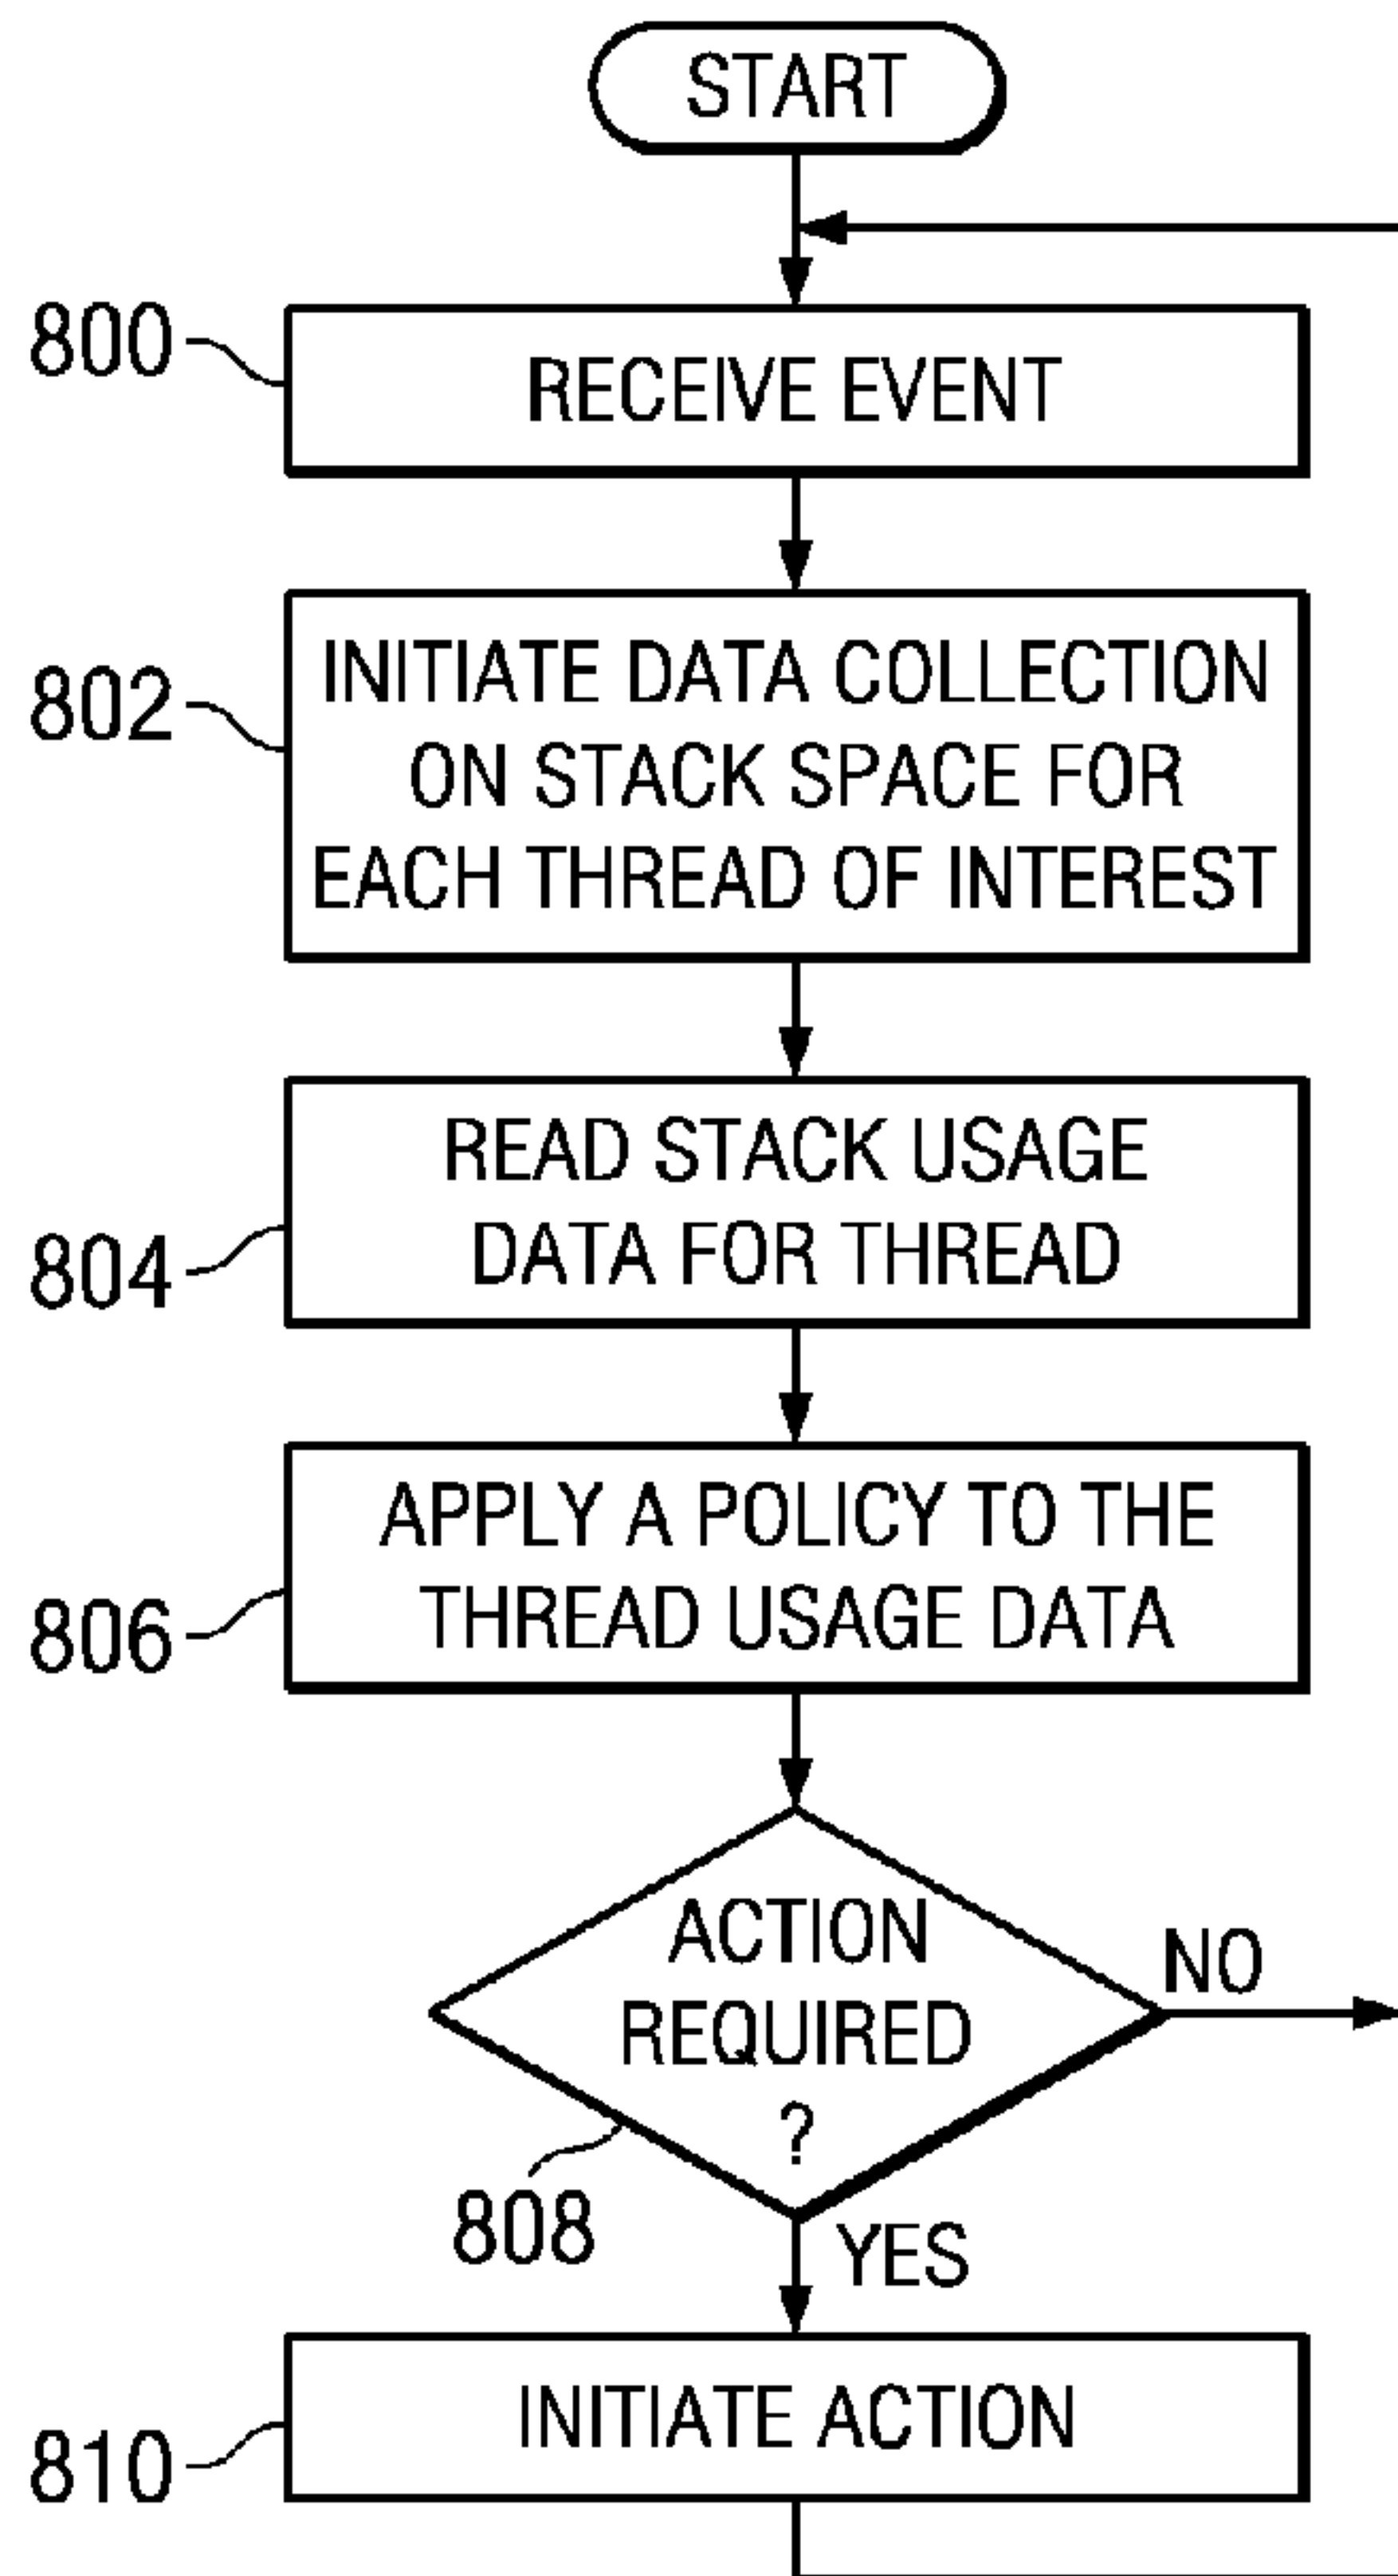 START
800
RECEIVE EVENT
802
INITIATE DATA COLLECTION
ON STACK SPACE FOR
EACH THREAD OF INTEREST
804
READ STACK USAGE
DATA FOR THREAD
806
APPLY A POLICY TO THE
THREAD USAGE DATA
ACTION
REQUIRED
?
NO
808
YES
810
INITIATE ACTION